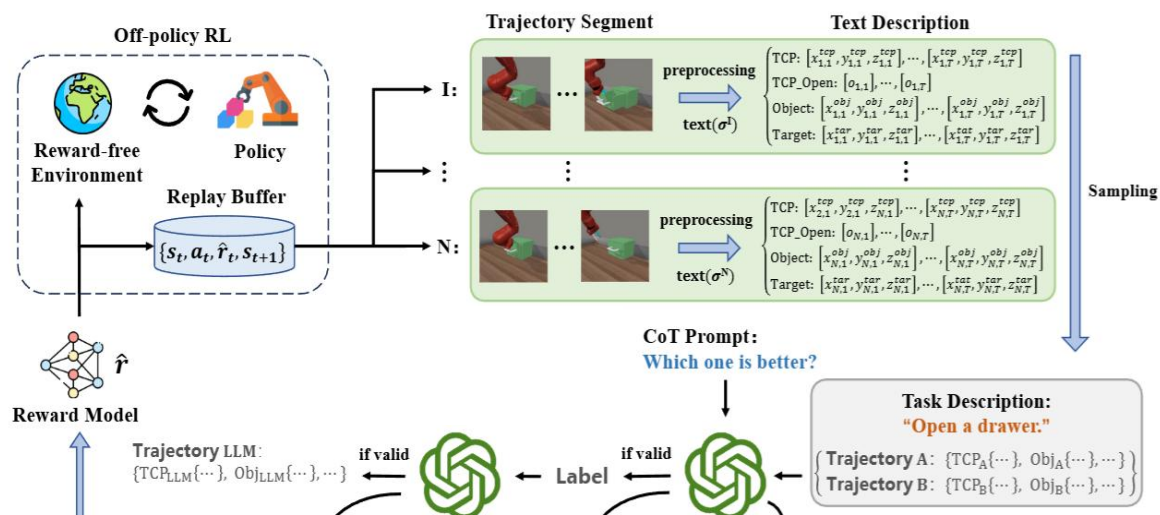 Off-policy RL
Reward-free
Environment
Policy
Replay Buffer
{s_t, a_t, r̂_t, s_{t+1}}
r̂
Reward Model
Trajectory Segment
Text Description
I:
preprocessing
text(σ^I)
TCP: [x_{1,1}^{tcp}, y_{1,1}^{tcp}, z_{1,1}^{tcp}], ⋯, [x_{1,T}^{tcp}, y_{1,T}^{tcp}, z_{1,T}^{tcp}]
TCP_Open: [o_{1,1}], ⋯, [o_{1,T}]
Object: [x_{1,1}^{obj}, y_{1,1}^{obj}, z_{1,1}^{obj}], ⋯, [x_{1,T}^{obj}, y_{1,T}^{obj}, z_{1,T}^{obj}]
Target: [x_{1,1}^{tar}, y_{1,1}^{tar}, z_{1,1}^{tar}], ⋯, [x_{1,T}^{tat}, y_{1,T}^{tar}, z_{1,T}^{tar}]
N:
preprocessing
text(σ^N)
TCP: [x_{2,1}^{tcp}, y_{2,1}^{tcp}, z_{N,1}^{tcp}], ⋯, [x_{N,T}^{tcp}, y_{N,T}^{tcp}, z_{N,T}^{tcp}]
TCP_Open: [o_{N,1}], ⋯, [o_{N,T}]
Object: [x_{N,1}^{obj}, y_{N,1}^{obj}, z_{N,1}^{obj}], ⋯, [x_{N,T}^{obj}, y_{N,T}^{obj}, z_{N,T}^{obj}]
Target: [x_{N,1}^{tar}, y_{N,1}^{tar}, z_{N,1}^{tar}], ⋯, [x_{N,T}^{tat}, y_{N,T}^{tar}, z_{N,T}^{tar}]
Sampling
CoT Prompt:
Which one is better?
Task Description:
“Open a drawer.”
Trajectory A: {TCP_A{⋯}, Obj_A{⋯}, ⋯}
Trajectory B: {TCP_B{⋯}, Obj_B{⋯}, ⋯}
if valid
Label
if valid
Trajectory LLM:
{TCP_{LLM}{⋯}, Obj_{LLM}{⋯}, ⋯}